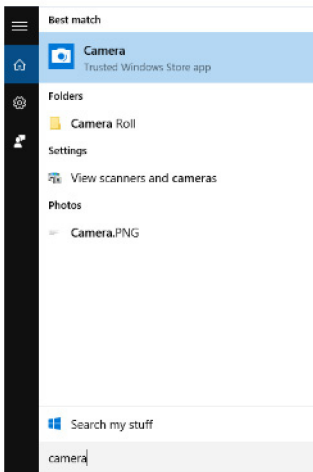 Best match
Camera
Trusted Windows Store app
Folders
Camera Roll
Settings
View scanners and cameras
Photos
Camera.PNG
Search my stuff
camera